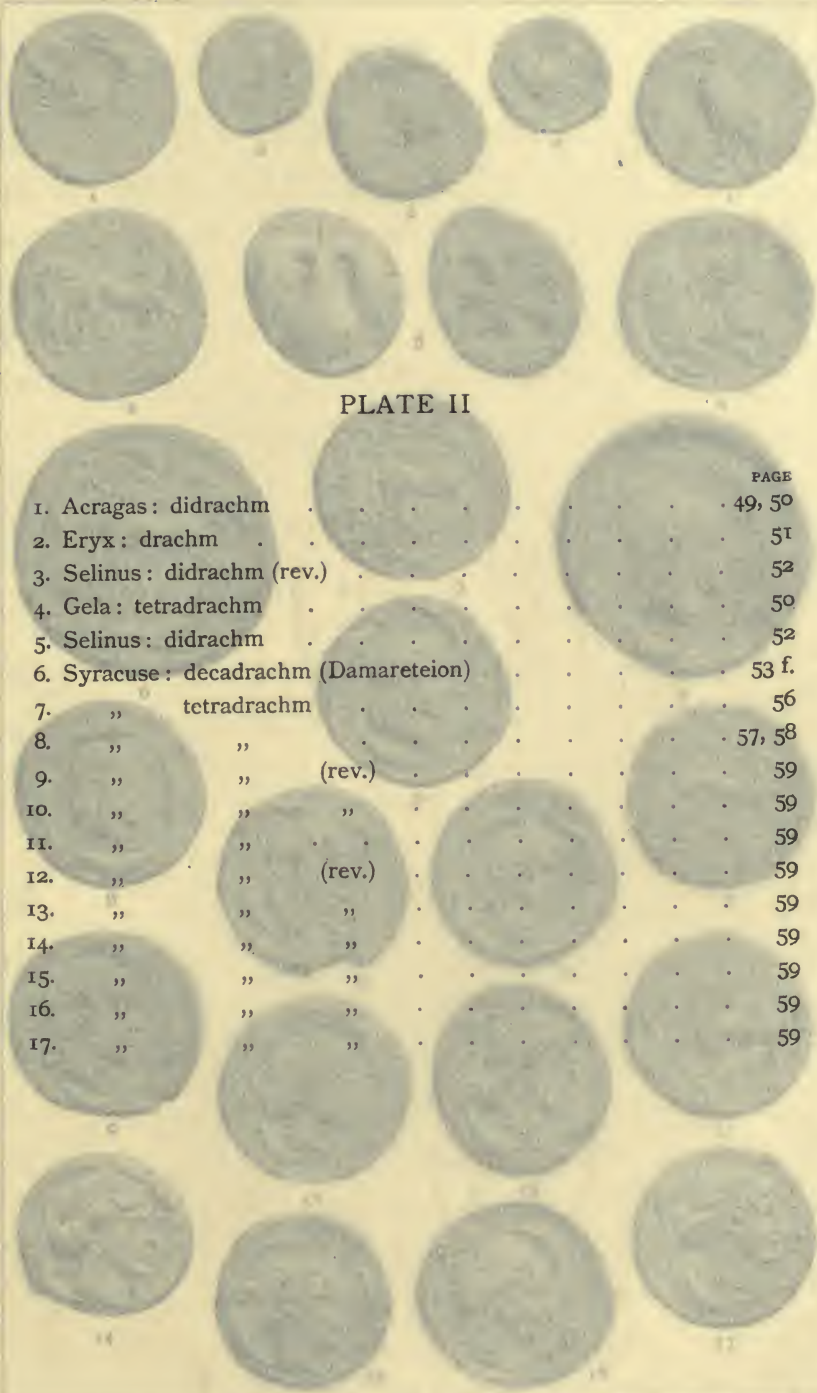 PLATE II
PAGE
1. Acragas: didrachm . . . . . . . . . 49, 50
2. Eryx: drachm . . . . . . . . . . 51
3. Selinus: didrachm (rev.) . . . . . . . . 52
4. Gela: tetradrachm . . . . . . . . . 50
5. Selinus: didrachm . . . . . . . . . 52
6. Syracuse: decadrachm (Damareteion) . . . . . 53 f.
7. „ tetradrachm . . . . . . . . 56
8. „ „ . . . . . . . . 57, 58
9. „ „ (rev.) . . . . . . . 59
10. „ „ „ . . . . . . . 59
11. „ „ . . . . . . . . . 59
12. „ „ (rev.) . . . . . . . 59
13. „ „ „ . . . . . . . 59
14. „ „ „ . . . . . . . 59
15. „ „ „ . . . . . . . 59
16. „ „ „ . . . . . . . 59
17. „ „ „ . . . . . . . 59